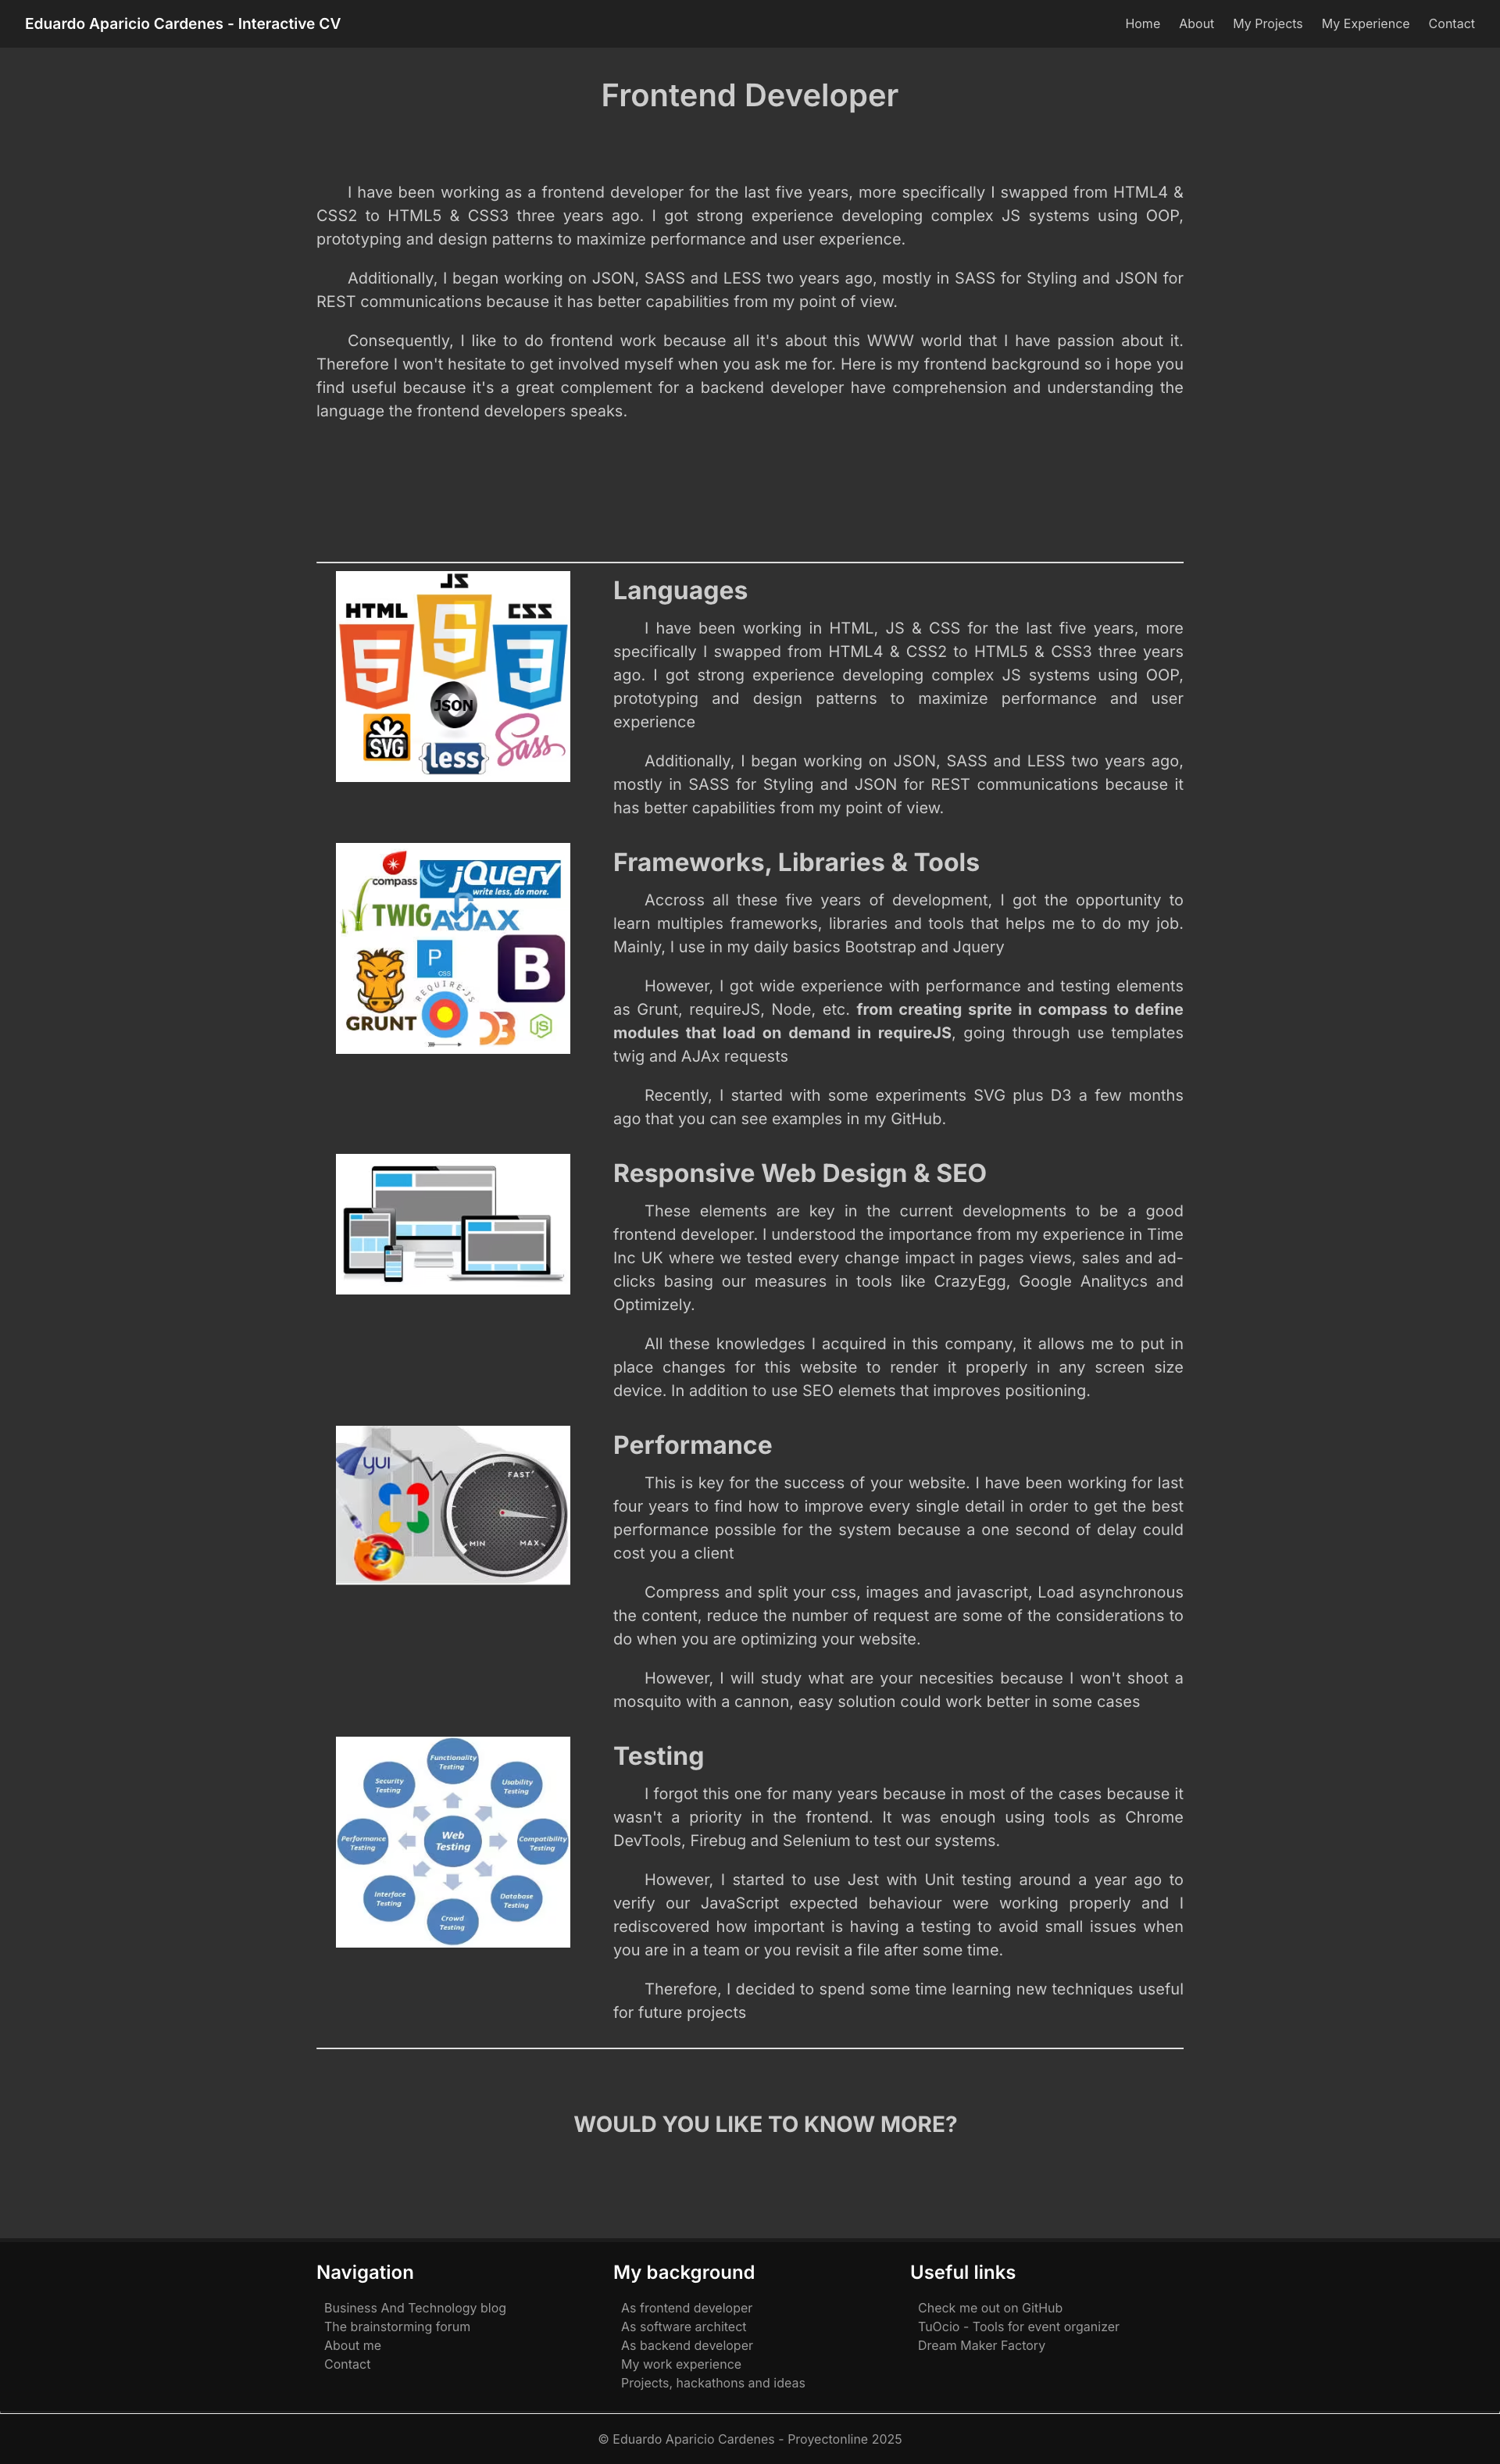 Eduardo Aparicio Cardenes - Interactive CV
Home About My Projects My Experience Contact
Frontend Developer
I have been working as a frontend developer for the last five years, more specifically I swapped from HTML4 &
CSS2 to HTML5 & CSS3 three years ago. I got strong experience developing complex JS systems using OOP,
prototyping and design patterns to maximize performance and user experience.
Additionally, I began working on JSON, SASS and LESS two years ago, mostly in SASS for Styling and JSON for
REST communications because it has better capabilities from my point of view.
Consequently, I like to do frontend work because all it's about this WWW world that I have passion about it.
Therefore I won't hesitate to get involved myself when you ask me for. Here is my frontend background so i hope you
find useful because it's a great complement for a backend developer have comprehension and understanding the
language the frontend developers speaks.
JS
HTML
CSS
5
5
3
JSON
SVG
{less}
Sass
Languages
I have been working in HTML, JS & CSS for the last five years, more
specifically I swapped from HTML4 & CSS2 to HTML5 & CSS3 three years
ago. I got strong experience developing complex JS systems using OOP,
prototyping and design patterns to maximize performance and user
experience
Additionally, I began working on JSON, SASS and LESS two years ago,
mostly in SASS for Styling and JSON for REST communications because it
has better capabilities from my point of view.
compass
jQuery
write less, do more.
TWIG
AJAX
P
css
B
REQUIRE-JS
GRUNT
D3
JS
Frameworks, Libraries & Tools
Accross all these five years of development, I got the opportunity to
learn multiples frameworks, libraries and tools that helps me to do my job.
Mainly, I use in my daily basics Bootstrap and Jquery
However, I got wide experience with performance and testing elements
as Grunt, requireJS, Node, etc. from creating sprite in compass to define
modules that load on demand in requireJS, going through use templates
twig and AJAx requests
Recently, I started with some experiments SVG plus D3 a few months
ago that you can see examples in my GitHub.
Responsive Web Design & SEO
These elements are key in the current developments to be a good
frontend developer. I understood the importance from my experience in Time
Inc UK where we tested every change impact in pages views, sales and ad-
clicks basing our measures in tools like CrazyEgg, Google Analitycs and
Optimizely.
All these knowledges I acquired in this company, it allows me to put in
place changes for this website to render it properly in any screen size
device. In addition to use SEO elemets that improves positioning.
yui
FAST
MIN
MAX
Performance
This is key for the success of your website. I have been working for last
four years to find how to improve every single detail in order to get the best
performance possible for the system because a one second of delay could
cost you a client
Compress and split your css, images and javascript, Load asynchronous
the content, reduce the number of request are some of the considerations to
do when you are optimizing your website.
However, I will study what are your necesities because I won't shoot a
mosquito with a cannon, easy solution could work better in some cases
Functionality
Testing
Security
Testing
Usability
Testing
Performance
Testing
Web
Testing
Compatibility
Testing
Interface
Testing
Database
Testing
Crowd
Testing
Testing
I forgot this one for many years because in most of the cases because it
wasn't a priority in the frontend. It was enough using tools as Chrome
DevTools, Firebug and Selenium to test our systems.
However, I started to use Jest with Unit testing around a year ago to
verify our JavaScript expected behaviour were working properly and I
rediscovered how important is having a testing to avoid small issues when
you are in a team or you revisit a file after some time.
Therefore, I decided to spend some time learning new techniques useful
for future projects
WOULD YOU LIKE TO KNOW MORE?
Navigation
Business And Technology blog
The brainstorming forum
About me
Contact
My background
As frontend developer
As software architect
As backend developer
My work experience
Projects, hackathons and ideas
Useful links
Check me out on GitHub
TuOcio - Tools for event organizer
Dream Maker Factory
© Eduardo Aparicio Cardenes - Proyectonline 2025